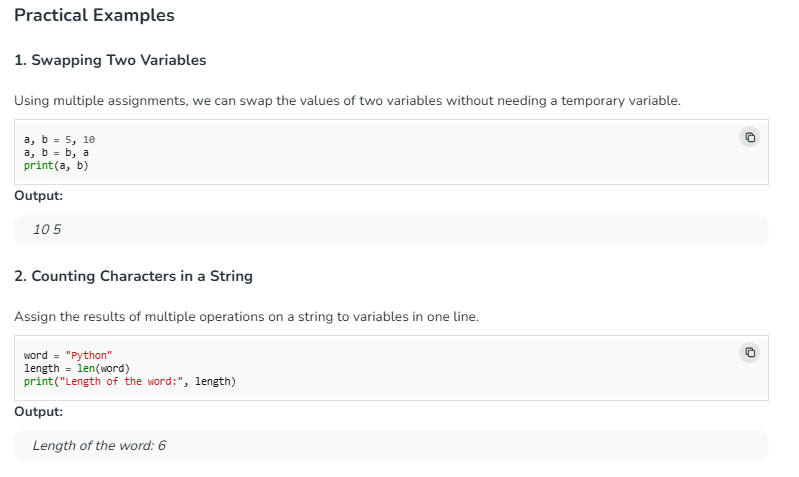 Practical Examples
1. Swapping Two Variables
Using multiple assignments, we can swap the values of two variables without needing a temporary variable.
a, b = 5, 10
a, b = b, a
print(a, b)
Output:
10 5
2. Counting Characters in a String
Assign the results of multiple operations on a string to variables in one line.
word = "Python"
length = len(word)
print("Length of the word:", length)
Output:
Length of the word: 6